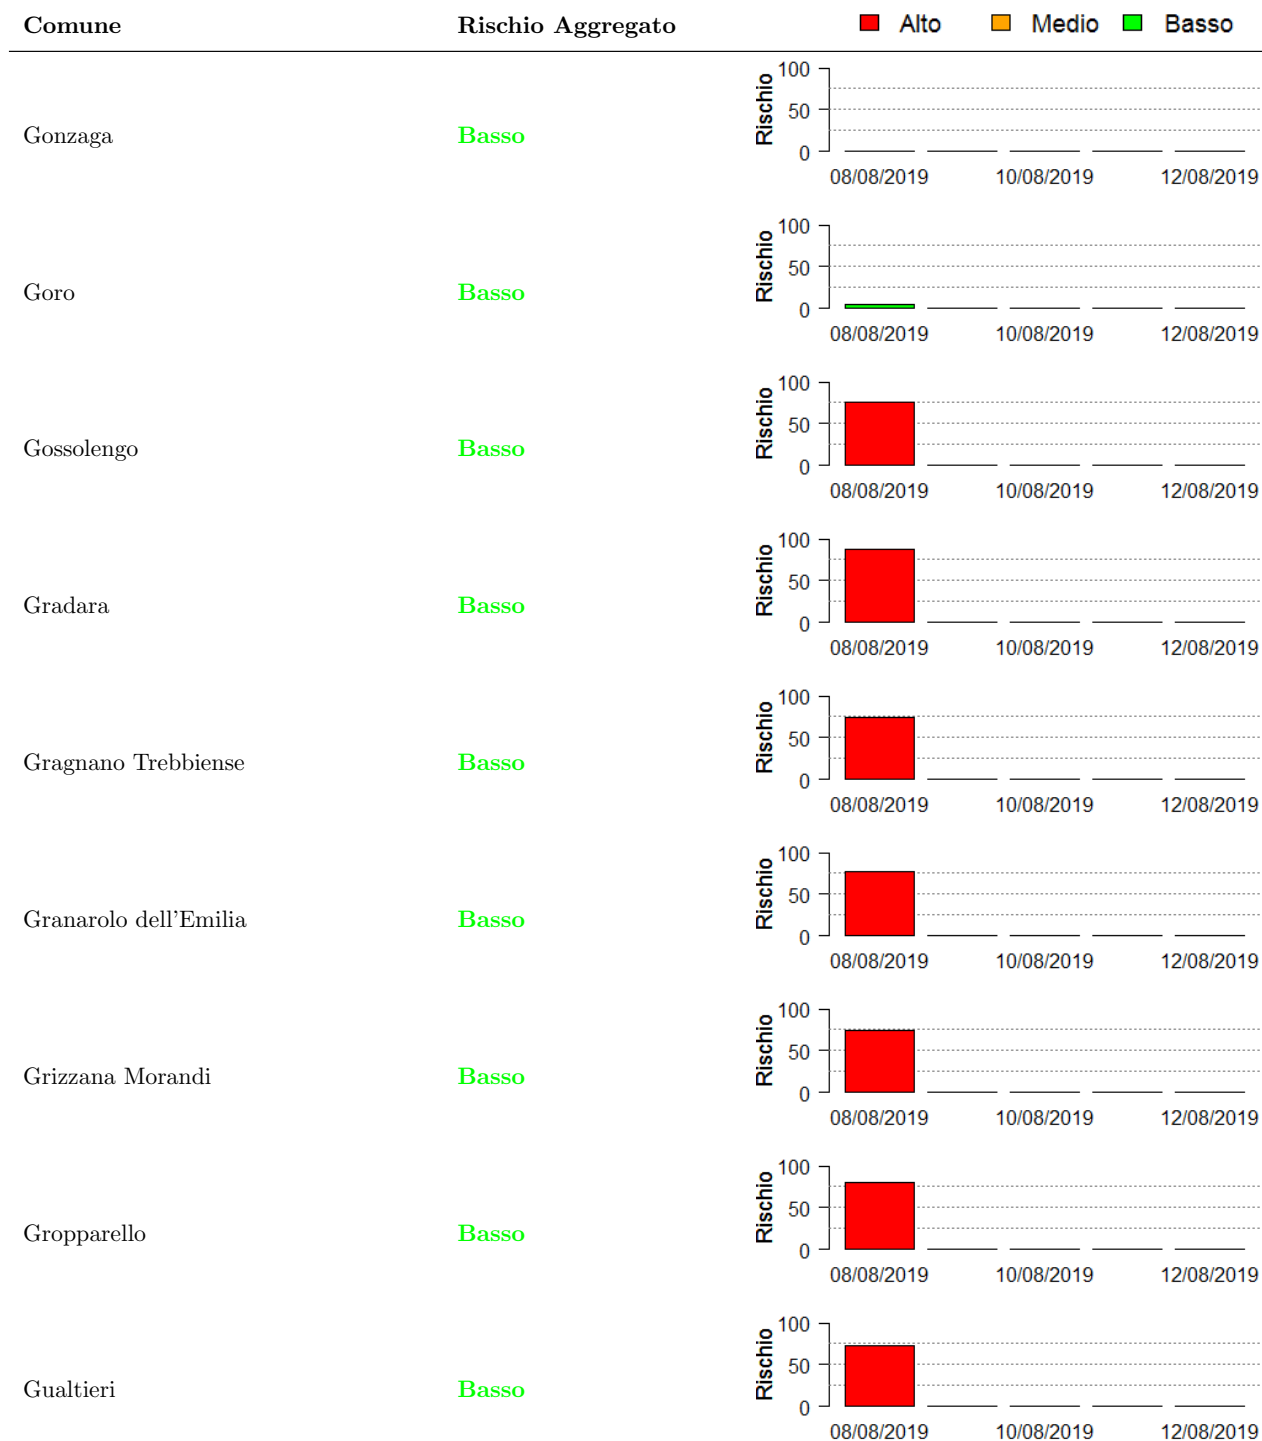 Comune Rischio Aggregato Alto Medio Basso
Gonzaga Basso Rischio 100 50 0
08/08/2019 10/08/2019 12/08/2019
Goro Basso Rischio 100 50 0
08/08/2019 10/08/2019 12/08/2019
Gossolengo Basso Rischio 100 50 0
08/08/2019 10/08/2019 12/08/2019
Gradara Basso Rischio 100 50 0
08/08/2019 10/08/2019 12/08/2019
Gragnano Trebbiense Basso Rischio 100 50 0
08/08/2019 10/08/2019 12/08/2019
Granarolo dell'Emilia Basso Rischio 100 50 0
08/08/2019 10/08/2019 12/08/2019
Grizzana Morandi Basso Rischio 100 50 0
08/08/2019 10/08/2019 12/08/2019
Gropparello Basso Rischio 100 50 0
08/08/2019 10/08/2019 12/08/2019
Gualtieri Basso Rischio 100 50 0
08/08/2019 10/08/2019 12/08/2019